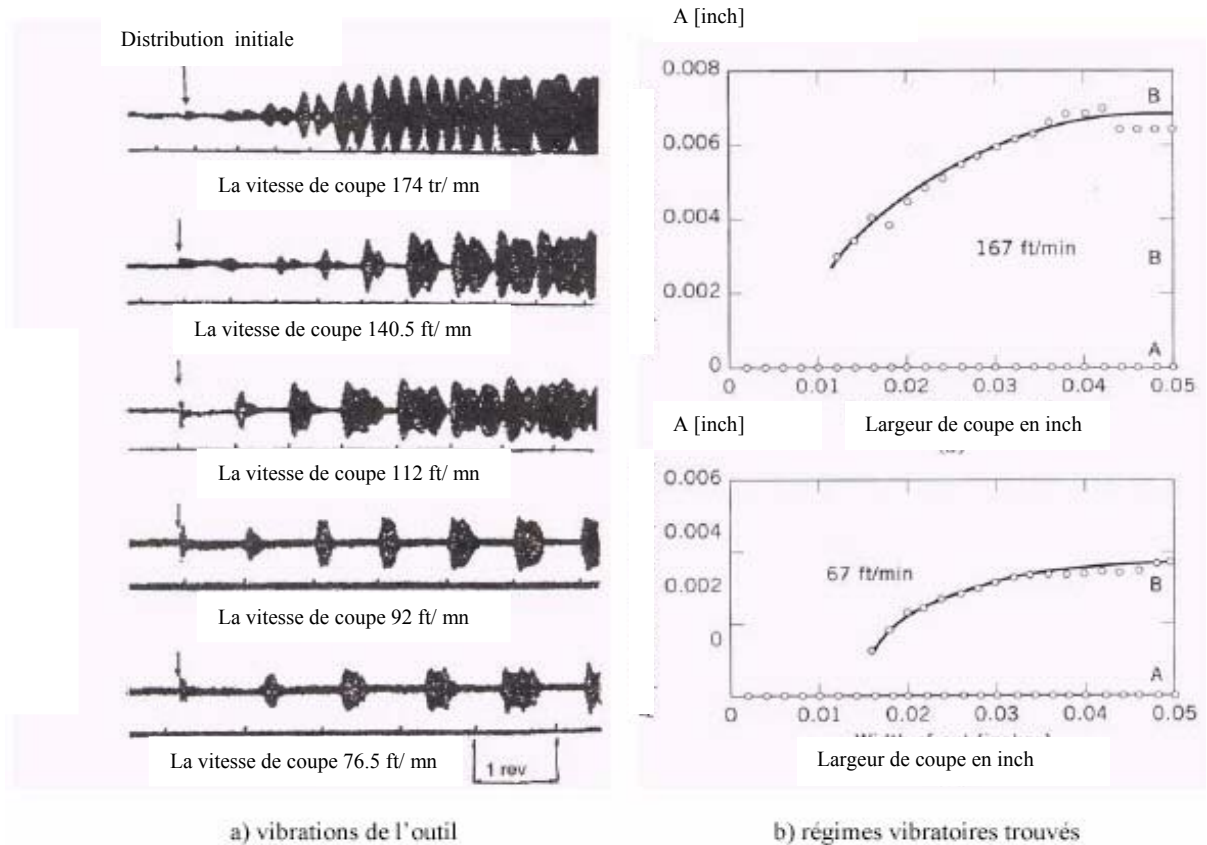 Distribution initiale
La vitesse de coupe 174 tr/ mn
La vitesse de coupe 140.5 ft/ mn
La vitesse de coupe 112 ft/ mn
La vitesse de coupe 92 ft/ mn
La vitesse de coupe 76.5 ft/ mn
1 rev
a) vibrations de l'outil
A [inch]
0.008
0.006
0.004
0.002
0
B
167 ft/min
B
A
0 0.01 0.02 0.03 0.04 0.05
Largeur de coupe en inch
A [inch]
0.006
0.004
0.002
0
67 ft/min
B
A
0 0.01 0.02 0.03 0.04 0.05
Largeur de coupe en inch
b) régimes vibratoires trouvés